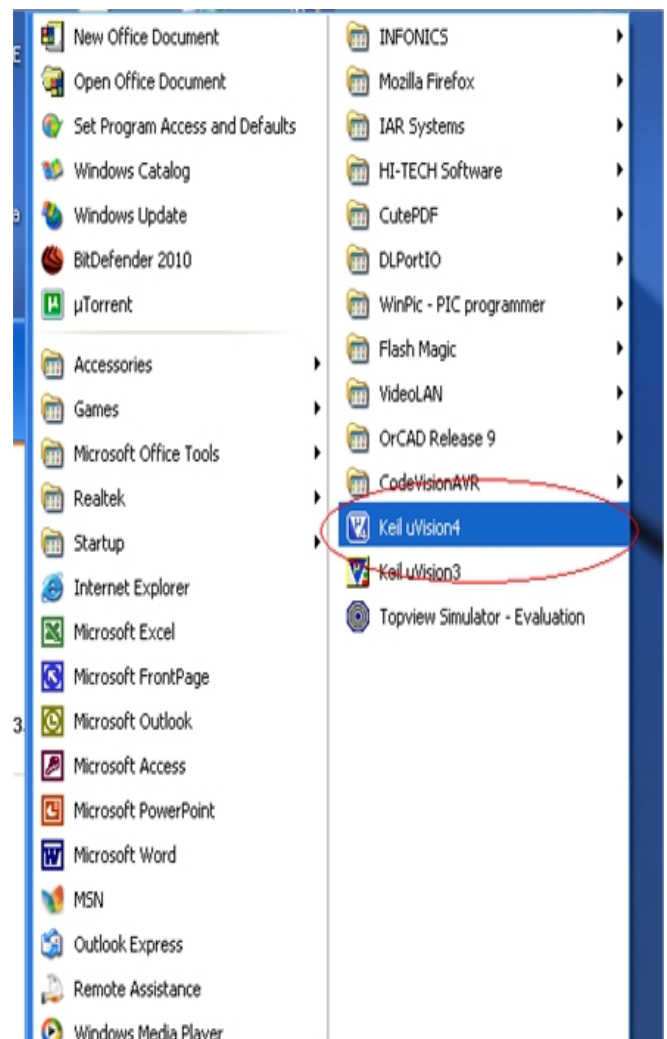 New Office Document
Open Office Document
Set Program Access and Defaults
Windows Catalog
Windows Update
BitDefender 2010
µTorrent
Accessories
Games
Microsoft Office Tools
Realtek
Startup
Internet Explorer
Microsoft Excel
Microsoft FrontPage
Microsoft Outlook
3.
Microsoft Access
Microsoft PowerPoint
Microsoft Word
MSN
Outlook Express
Remote Assistance
Windows Media Player
INFONICS
Mozilla Firefox
IAR Systems
HI-TECH Software
CutePDF
DLPortIO
WinPic - PIC programmer
Flash Magic
VideoLAN
OrCAD Release 9
CodeVisionAVR
Keil uVision4
Keil uVision3
Topview Simulator - Evaluation